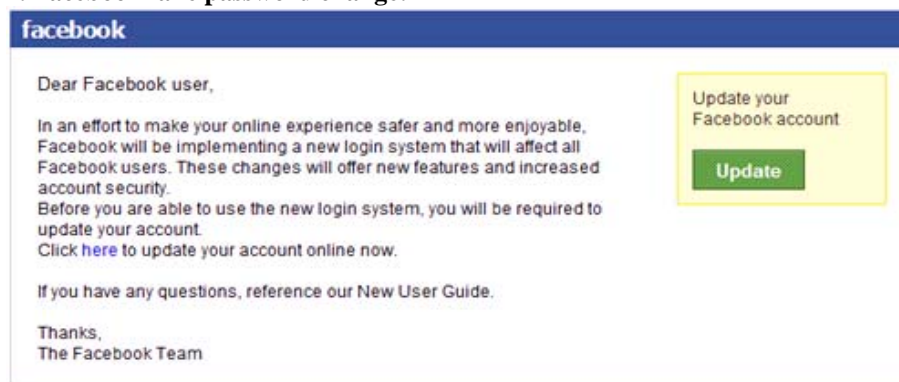 facebook
Dear Facebook user,
In an effort to make your online experience safer and more enjoyable,
Facebook will be implementing a new login system that will affect all
Facebook users. These changes will offer new features and increased
account security.
Before you are able to use the new login system, you will be required to
update your account.
Click here to update your account online now.
If you have any questions, reference our New User Guide.
Thanks,
The Facebook Team
Update your
Facebook account
Update